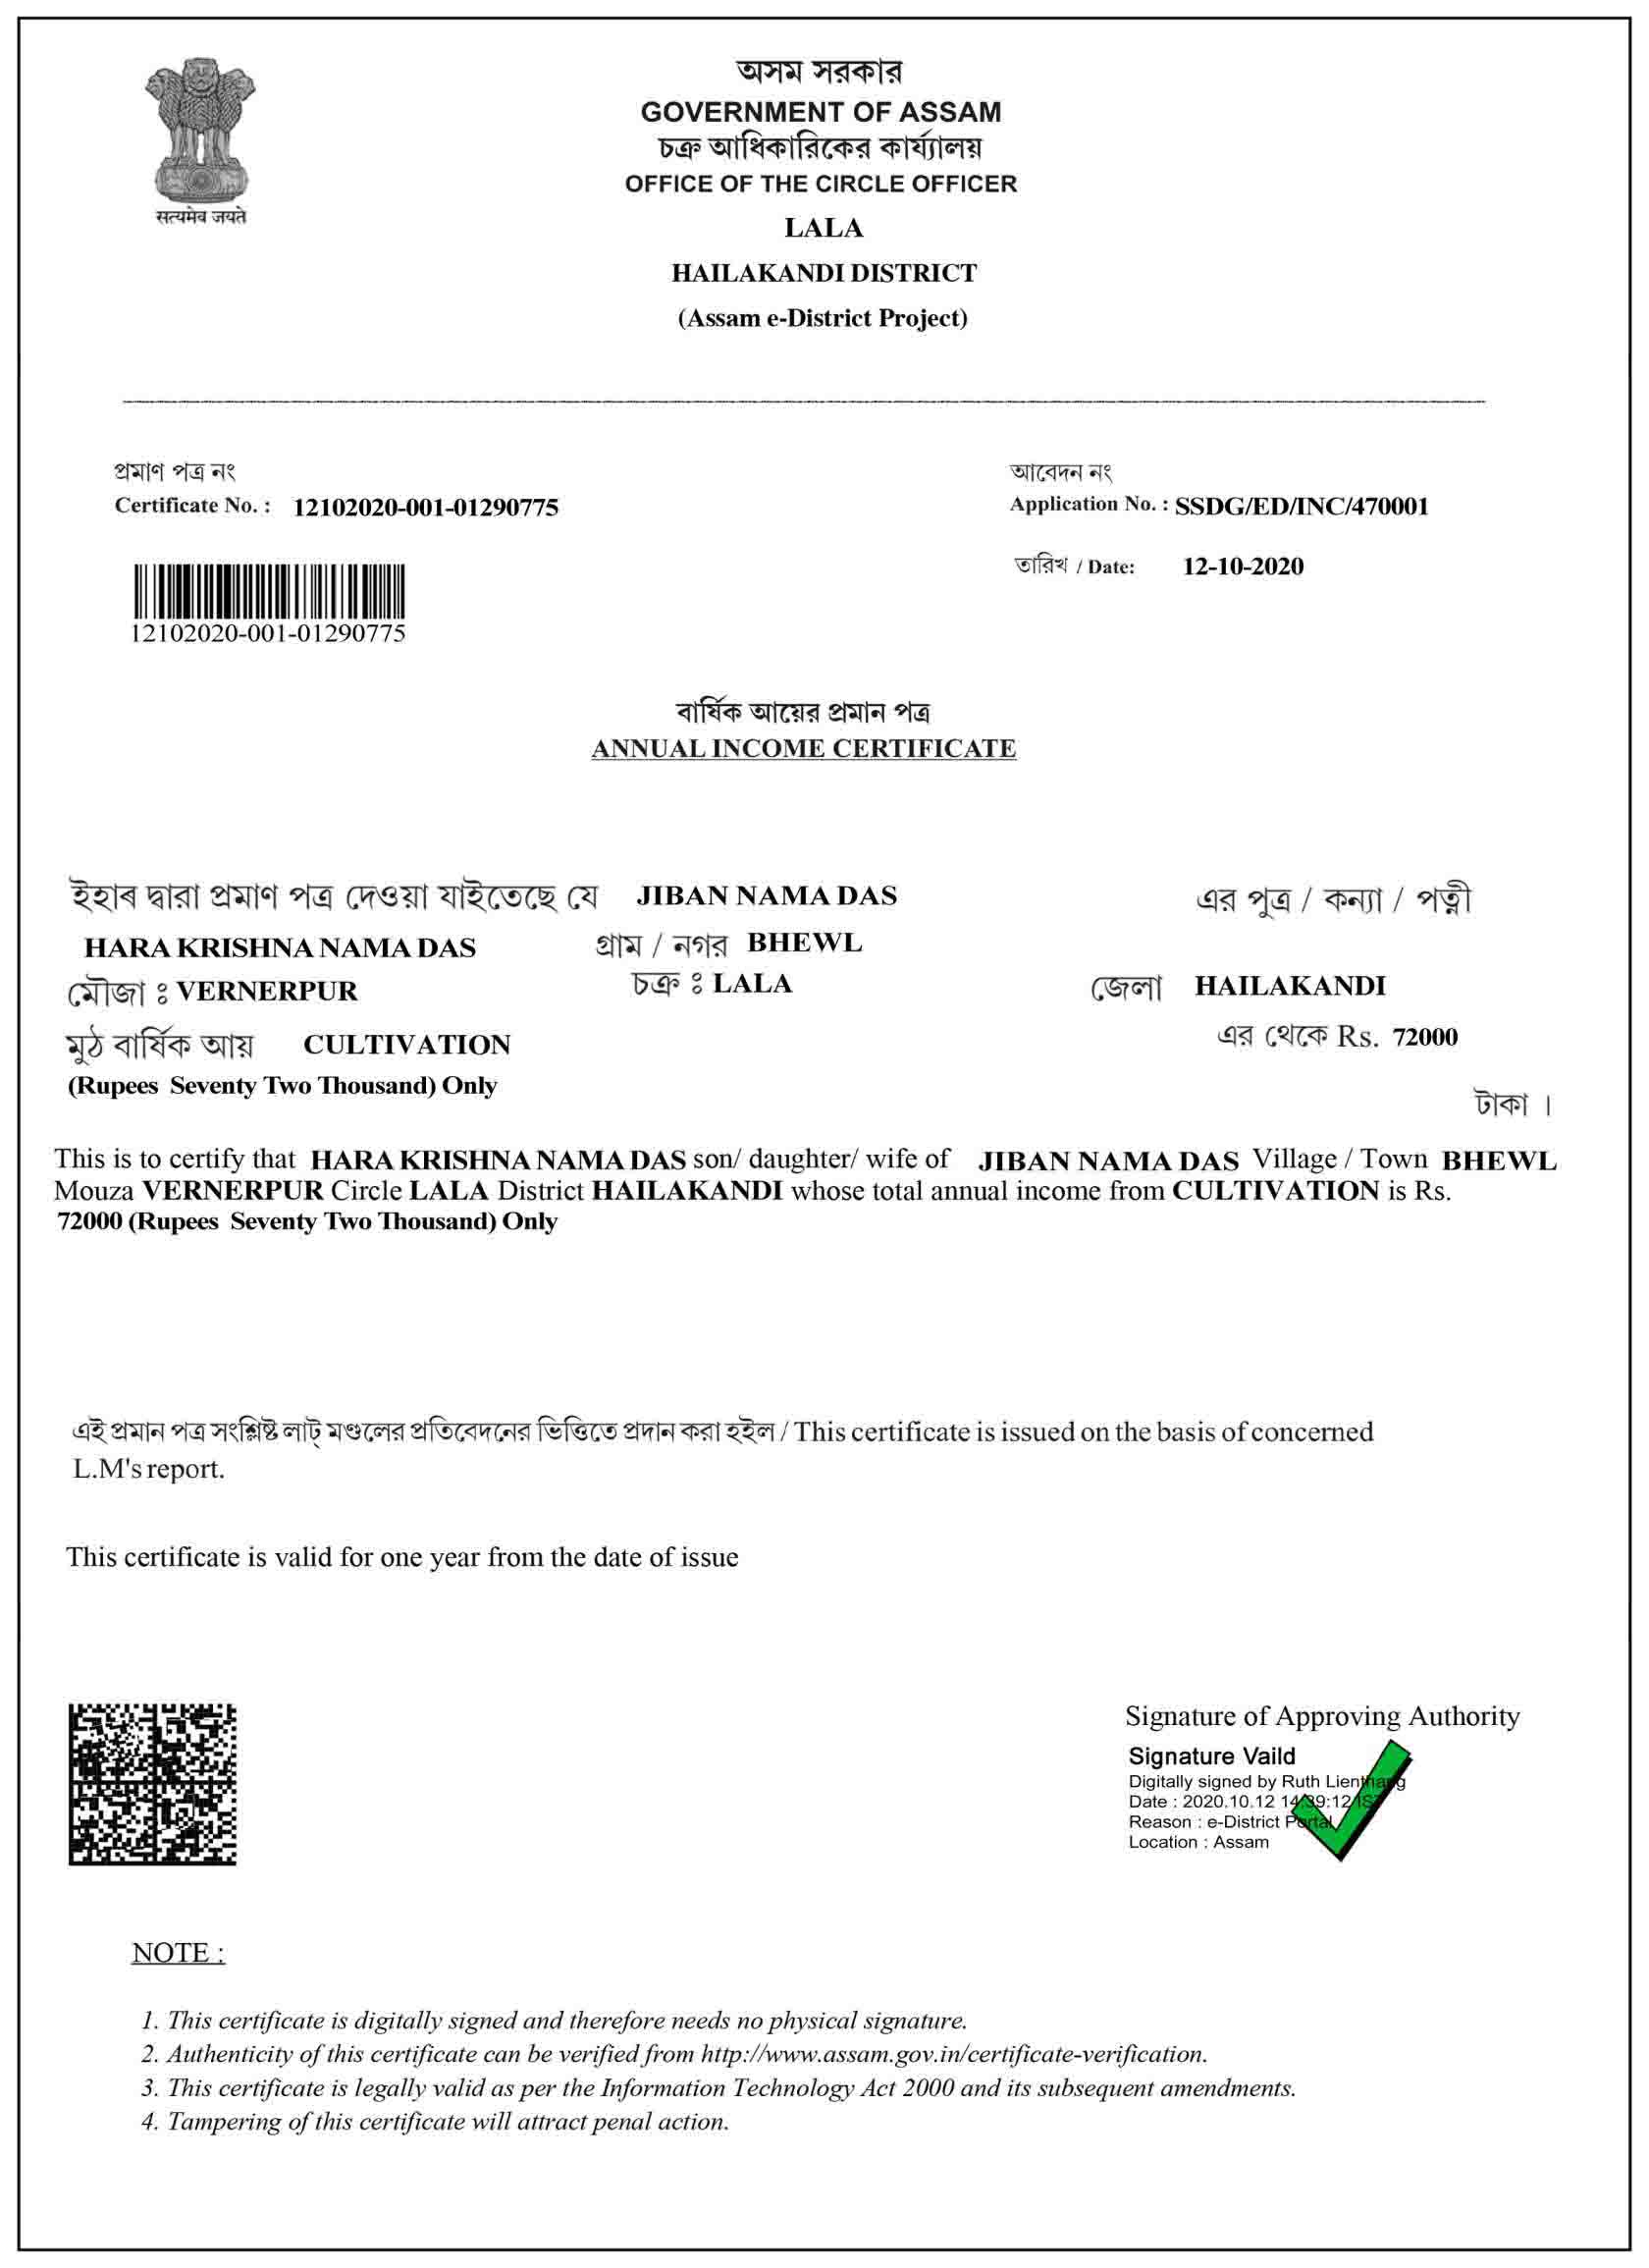 অসম সরকার
GOVERNMENT OF ASSAM
চক্র আধিকারিকের কার্য্যালয়
OFFICE OF THE CIRCLE OFFICER
सत्यमेव जयते
LALA
HAILAKANDI DISTRICT
(Assam e-District Project)
প্রমাণ পত্র নং
Certificate No. : 12102020-001-01290775
আবেদন নং
Application No. : SSDG/ED/INC/470001
তারিখ / Date: 12-10-2020
12102020-001-01290775
বার্ষিক আয়ের প্রমান পত্র
ANNUAL INCOME CERTIFICATE
ইহাৰ দ্বারা প্রমাণ পত্র দেওয়া যাইতেছে যে JIBAN NAMA DAS এর পুত্র / কন্যা / পত্নী
HARA KRISHNA NAMA DAS গ্রাম / নগর BHEWL
মৌজা ঃ VERNERPUR চক্র ঃ LALA জেলা HAILAKANDI
মুঠ বার্ষিক আয় CULTIVATION এর থেকে Rs. 72000
(Rupees Seventy Two Thousand) Only
টাকা ।
This is to certify that HARA KRISHNA NAMA DAS son/ daughter/ wife of JIBAN NAMA DAS Village / Town BHEWL
Mouza VERNERPUR Circle LALA District HAILAKANDI whose total annual income from CULTIVATION is Rs.
72000 (Rupees Seventy Two Thousand) Only
এই প্রমান পত্র সংশ্লিষ্ট লাট্ মণ্ডলের প্রতিবেদনের ভিত্তিতে প্রদান করা হইল / This certificate is issued on the basis of concerned
L.M's report.
This certificate is valid for one year from the date of issue
Signature of Approving Authority
Signature Vaild
Digitally signed by Ruth Lienthang
Date : 2020.10.12 14:39:12 IST
Reason : e-District Portal
Location : Assam
NOTE :
1. This certificate is digitally signed and therefore needs no physical signature.
2. Authenticity of this certificate can be verified from http://www.assam.gov.in/certificate-verification.
3. This certificate is legally valid as per the Information Technology Act 2000 and its subsequent amendments.
4. Tampering of this certificate will attract penal action.